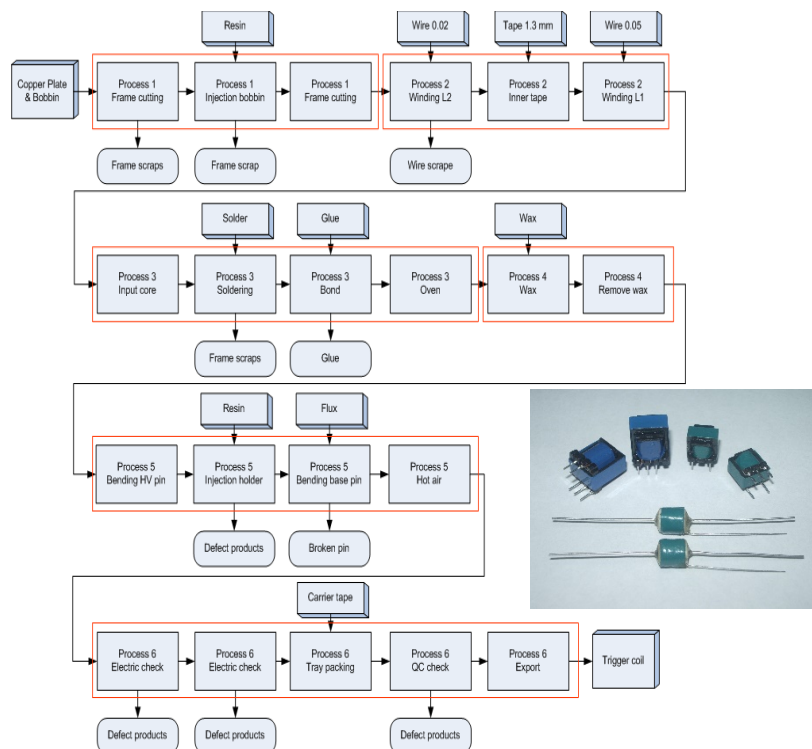 Resin
Wire 0.02
Tape 1.3 mm
Wire 0.05
Copper Plate
& Bobbin
Process 1
Frame cutting
Process 1
Injection bobbin
Process 1
Frame cutting
Process 2
Winding L2
Process 2
Inner tape
Process 2
Winding L1
Frame scraps
Frame scrap
Wire scrape
Solder
Glue
Wax
Process 3
Input core
Process 3
Soldering
Process 3
Bond
Process 3
Oven
Process 4
Wax
Process 4
Remove wax
Frame scraps
Glue
Resin
Flux
Process 5
Bending HV pin
Process 5
Injection holder
Process 5
Bending base pin
Process 5
Hot air
Defect products
Broken pin
Carrier tape
Process 6
Electric check
Process 6
Electric check
Process 6
Tray packing
Process 6
QC check
Process 6
Export
Trigger coil
Defect products
Defect products
Defect products